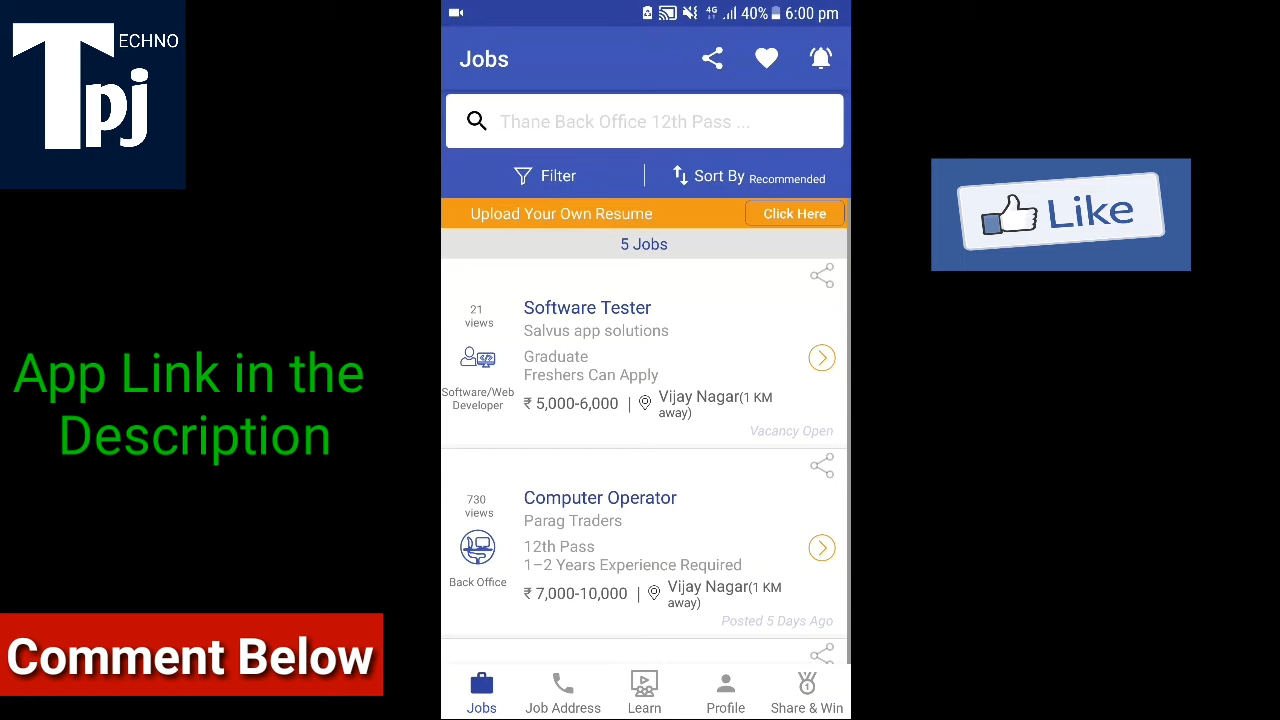 TECHNO
Tpj
App Link in the
Description
Comment Below
4G 40% 6:00 pm
Jobs
Thane Back Office 12th Pass ...
Filter
Sort By Recommended
Upload Your Own Resume
Click Here
5 Jobs
21
views
Software/Web
Developer
Software Tester
Salvus app solutions
Graduate
Freshers Can Apply
₹ 5,000-6,000 | Vijay Nagar(1 KM
away)
Vacancy Open
730
views
Back Office
Computer Operator
Parag Traders
12th Pass
1–2 Years Experience Required
₹ 7,000-10,000 | Vijay Nagar(1 KM
away)
Posted 5 Days Ago
Jobs
Job Address
Learn
Profile
1
Share & Win
Like